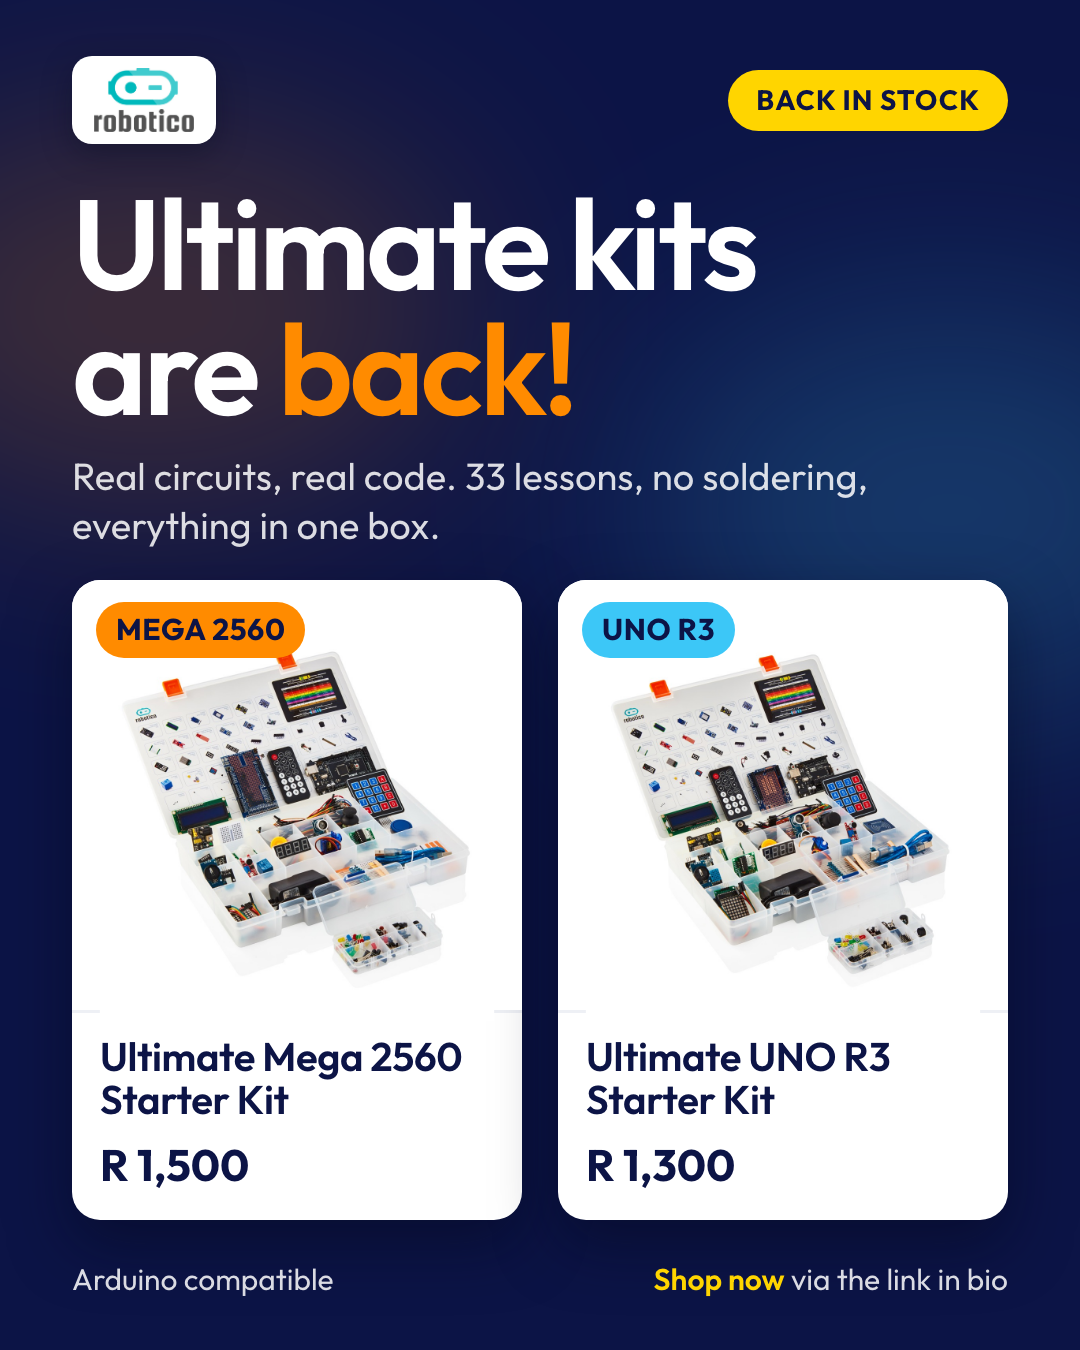 robotico
BACK IN STOCK
Ultimate kits
are back!
Real circuits, real code. 33 lessons, no soldering,
everything in one box.
MEGA 2560
robotico
UNO R3
robotico
Ultimate Mega 2560
Starter Kit
R 1,500
Ultimate UNO R3
Starter Kit
R 1,300
Arduino compatible
Shop now via the link in bio